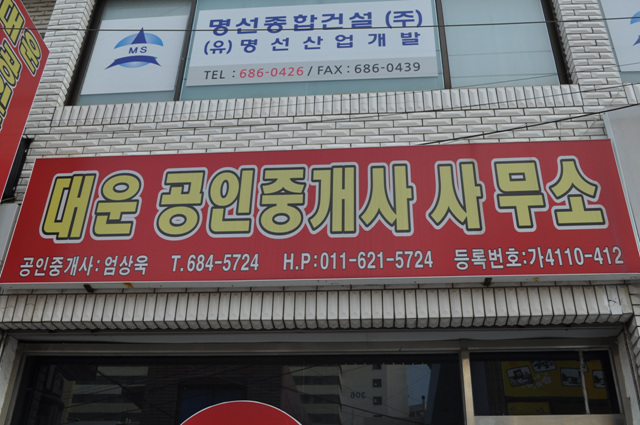 명선종합건설 (주)
(유)명선산업개발
MS
TEL : 686-0426 / FAX : 686-0439
대운 공인중개사 사무소
공인중개사 : 엄상욱 T.684-5724 H.P:011-621-5724 등록번호:가4110-412